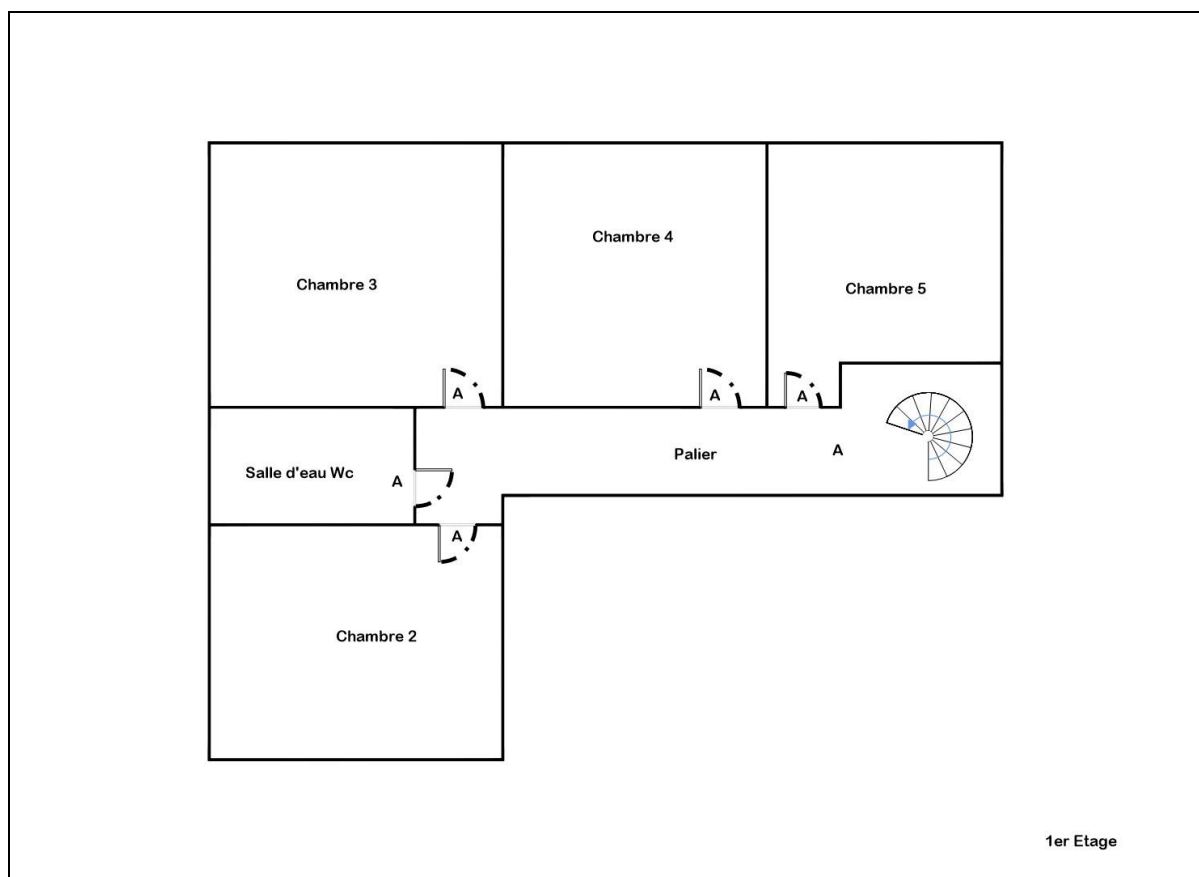 Chambre 4
Chambre 3
Chambre 5
A
A
A
Palier
A
Salle d'eau Wc
A
A
Chambre 2
1er Etage